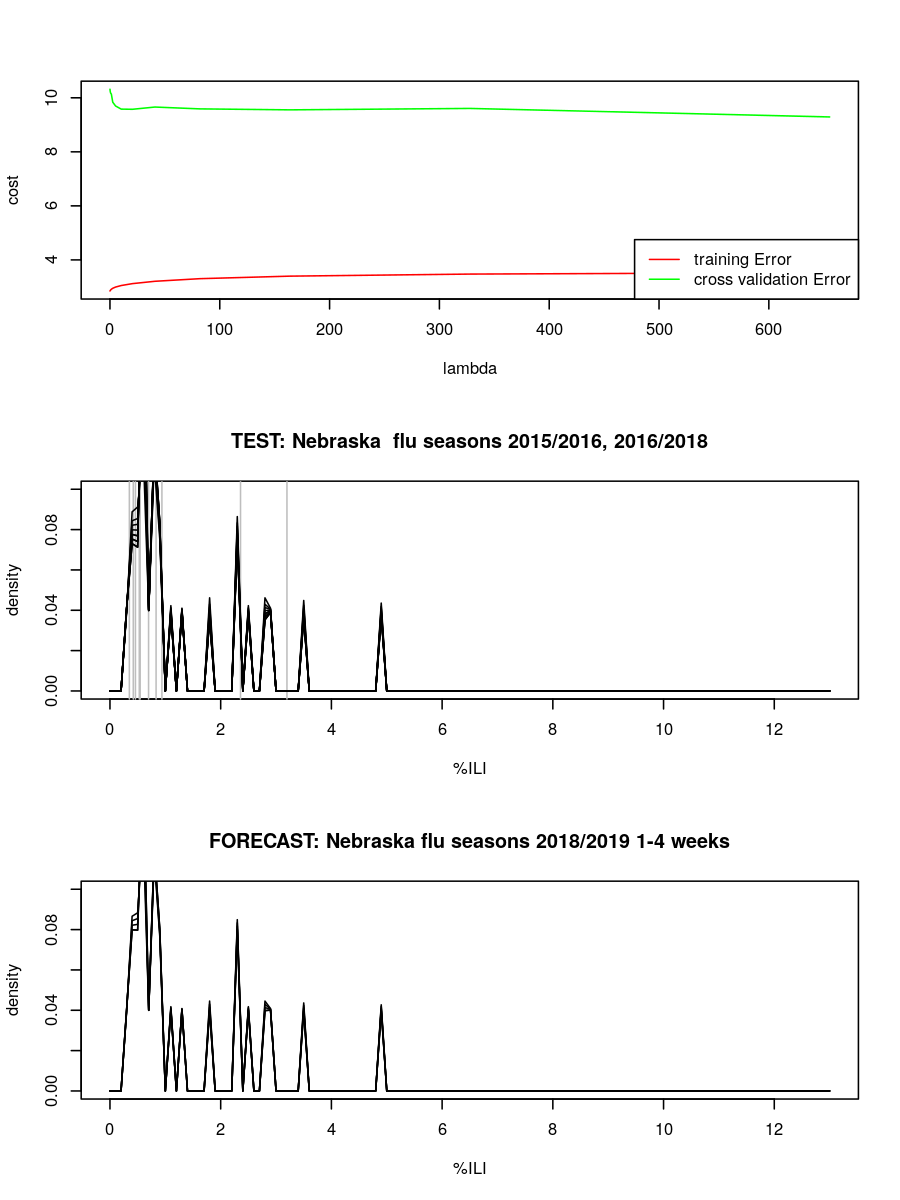 10
8
6
4
cost
training Error
cross validation Error
0 100 200 300 400 500 600
lambda
TEST: Nebraska  flu seasons 2015/2016, 2016/2018
0.08
0.04
0.00
density
0 2 4 6 8 10 12
%ILI
FORECAST: Nebraska flu seasons 2018/2019 1-4 weeks
0.08
0.04
0.00
density
0 2 4 6 8 10 12
%ILI